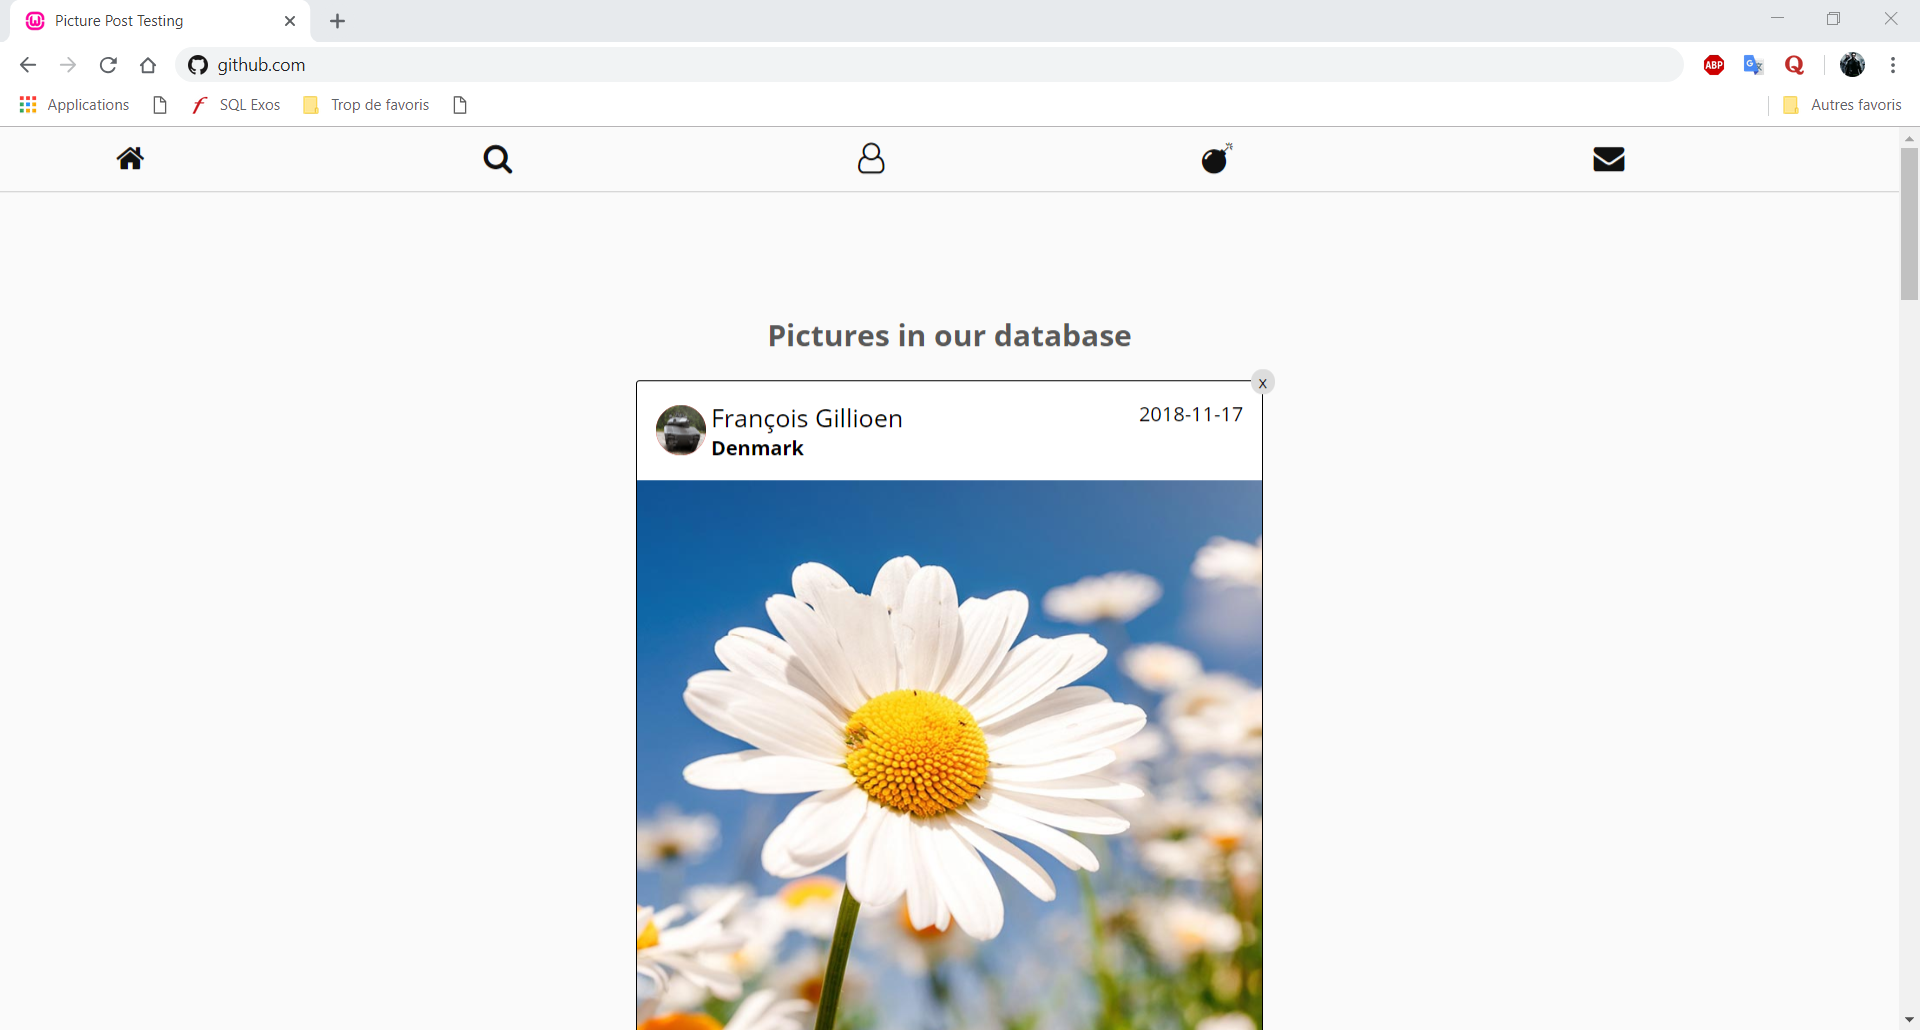 Picture Post Testing
github.com
ABP
G
Q
Applications
SQL Exos
Trop de favoris
Autres favoris
Pictures in our database
x
François Gillioen
2018-11-17
Denmark